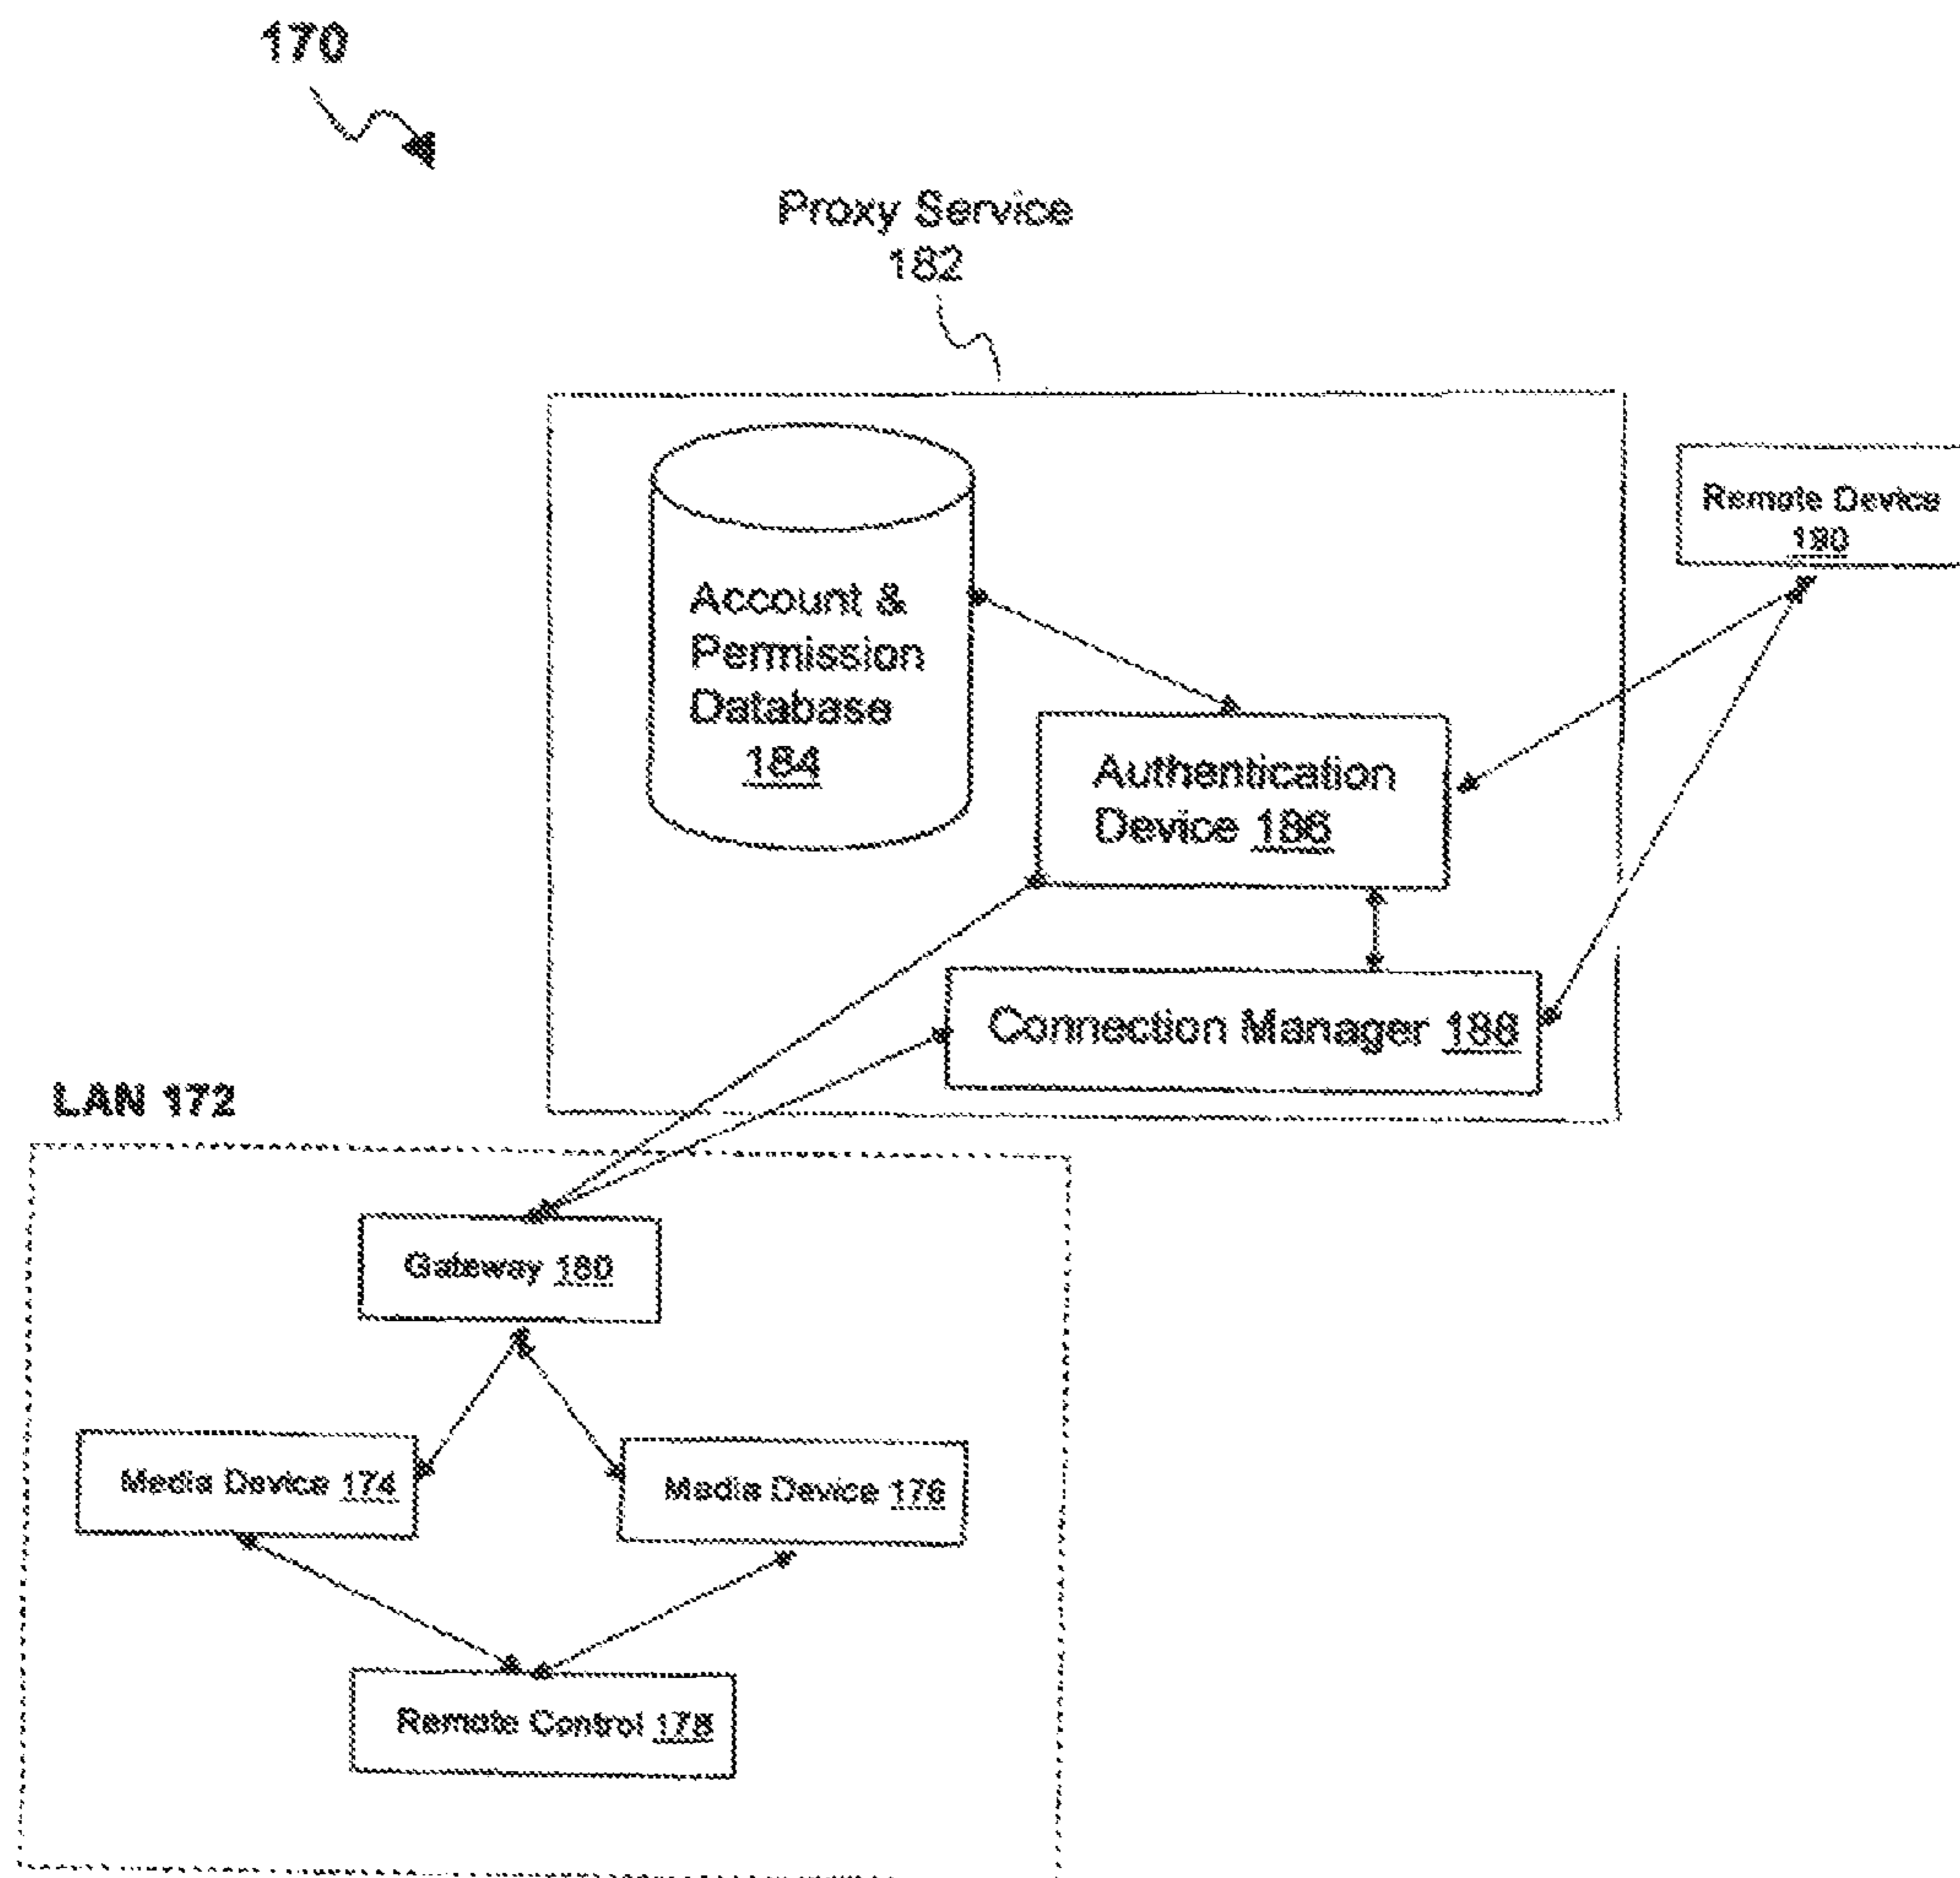 170
Proxy Service
182
Account &
Permission
Database
184
Remote Device
190
Authentication
Device 186
Connection Manager 188
LAN 172
Gateway 180
Media Device 174
Media Device 176
Remote Control 178